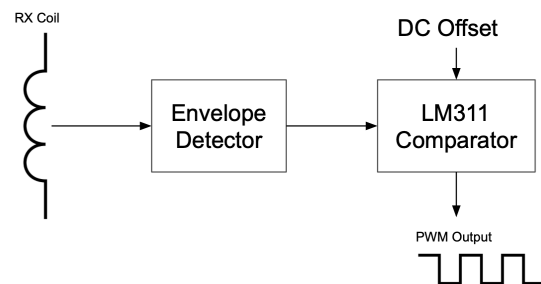 RX Coil
DC Offset
Envelope
Detector
LM311
Comparator
PWM Output